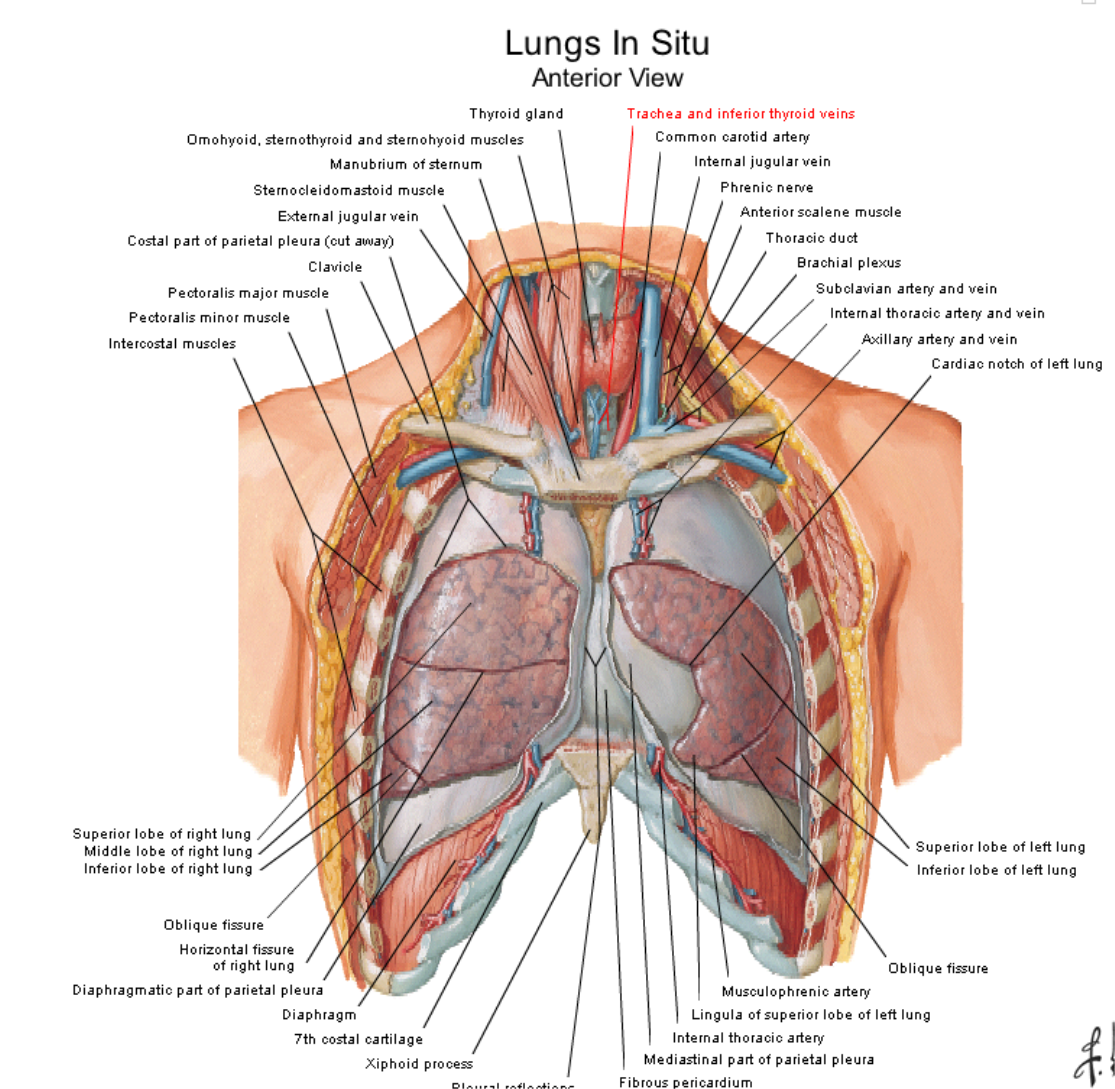 Lungs In Situ
Anterior View
Thyroid gland
Trachea and inferior thyroid veins
Omohyoid, sternothyroid and sternohyoid muscles
Common carotid artery
Manubrium of sternum
Internal jugular vein
Sternocleidomastoid muscle
Phrenic nerve
External jugular vein
Anterior scalene muscle
Costal part of parietal pleura (cut away)
Thoracic duct
Clavicle
Brachial plexus
Pectoralis major muscle
Subclavian artery and vein
Pectoralis minor muscle
Internal thoracic artery and vein
Intercostal muscles
Axillary artery and vein
Cardiac notch of left lung
Superior lobe of right lung
Middle lobe of right lung
Inferior lobe of right lung
Superior lobe of left lung
Inferior lobe of left lung
Oblique fissure
Horizontal fissure
of right lung
Oblique fissure
Diaphragmatic part of parietal pleura
Musculophrenic artery
Diaphragm
Lingula of superior lobe of left lung
7th costal cartilage
Internal thoracic artery
Xiphoid process
Mediastinal part of parietal pleura
Pleural reflections
Fibrous pericardium